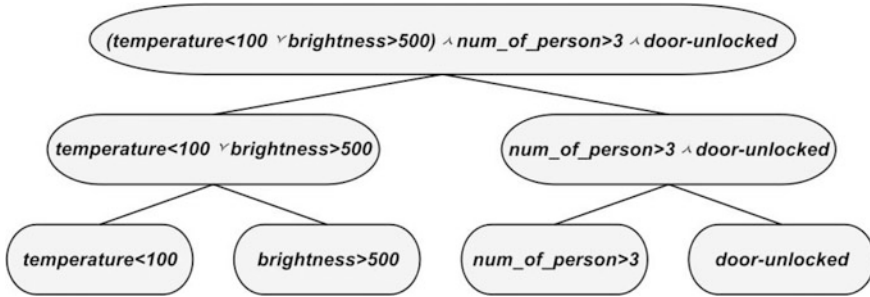 (temperature<100 ⋎ brightness>500) ⋏ num_of_person>3 ⋏ door-unlocked
temperature<100 ⋎ brightness>500
num_of_person>3 ⋏ door-unlocked
temperature<100
brightness>500
num_of_person>3
door-unlocked